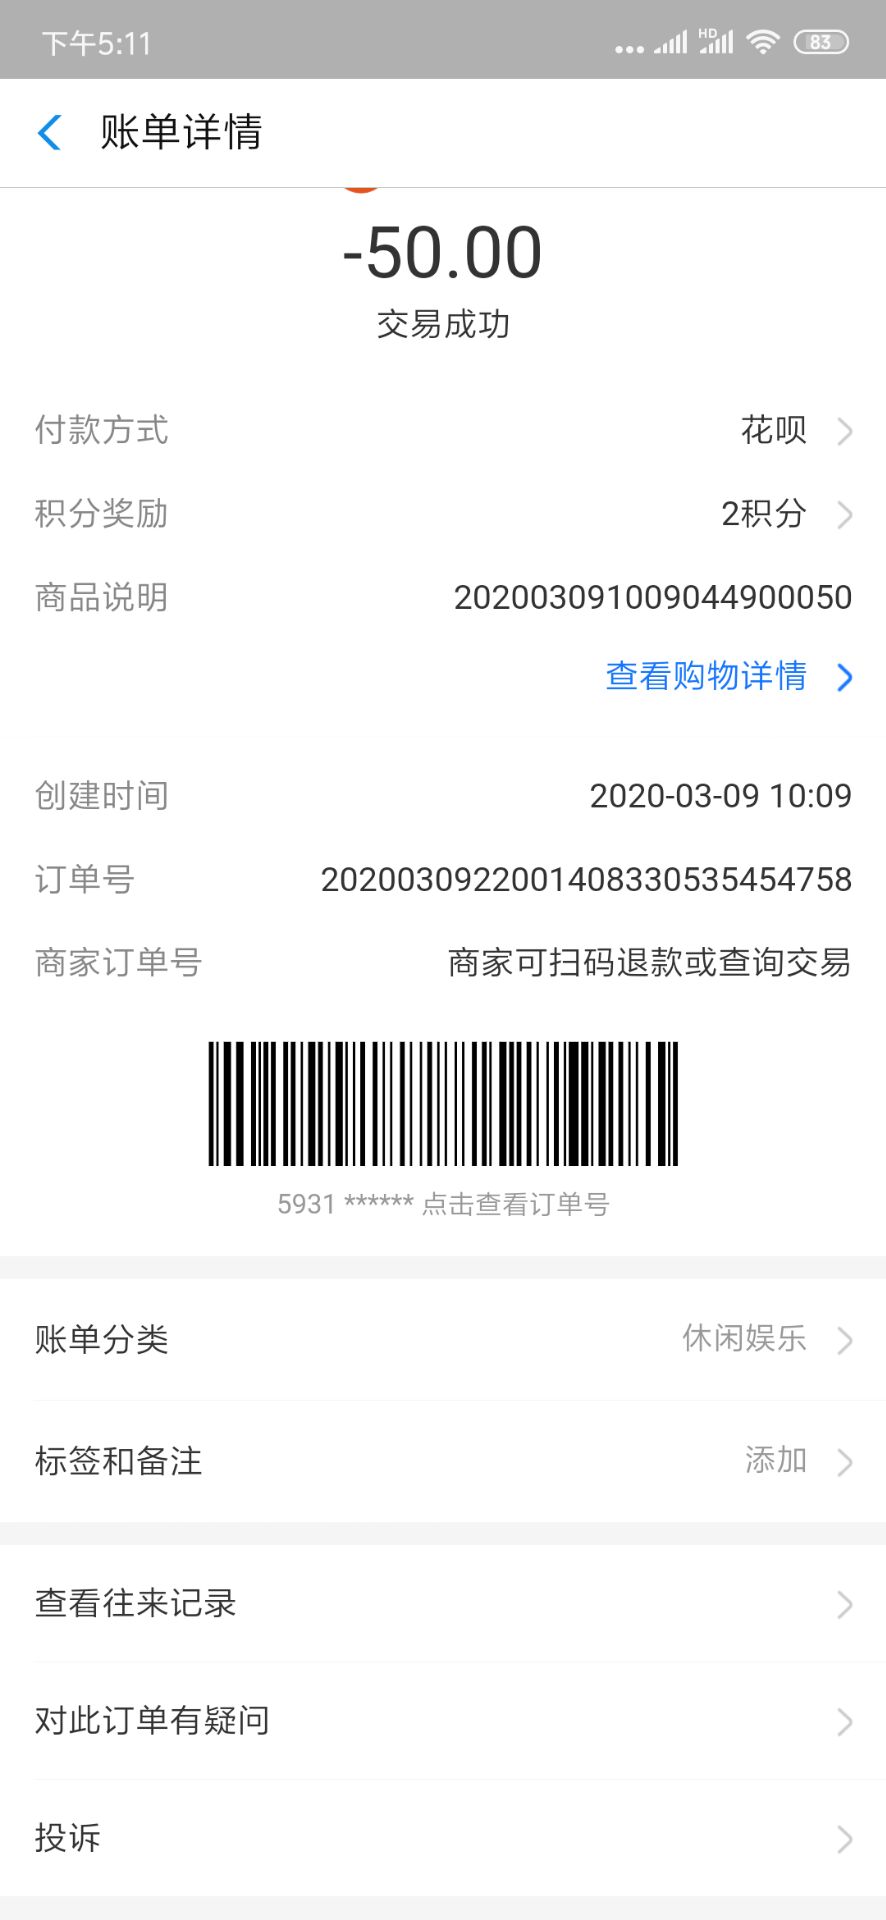 下午5:11
HD
83
账单详情
-50.00
交易成功
付款方式 花呗
积分奖励 2积分
商品说明 202003091009044900050
查看购物详情
创建时间 2020-03-09 10:09
订单号 2020030922001408330535454758
商家订单号 商家可扫码退款或查询交易
5931 ****** 点击查看订单号
账单分类 休闲娱乐
标签和备注 添加
查看往来记录
对此订单有疑问
投诉